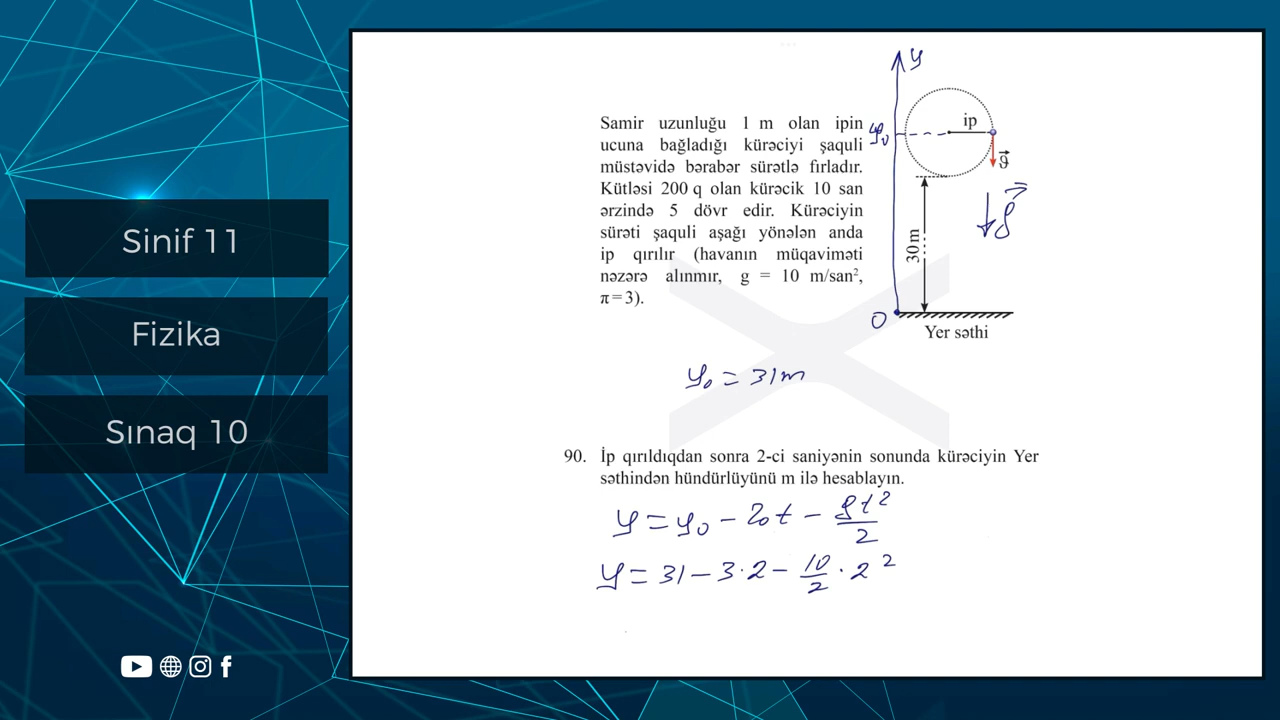 Sinif 11
Fizika
Sınaq 10
Samir uzunluğu 1 m olan ipin
ucuna bağladığı kürəciyi şaquli
müstəvidə bərabər sürətlə fırladır.
Kütləsi 200 q olan kürəcik 10 san
ərzində 5 dövr edir. Kürəciyin
sürəti şaquli aşağı yönələn anda
ip qırılır (havanın müqaviməti
nəzərə alınmır, g = 10 m/san²,
π = 3).
y
y₀
ip
ϑ
g
30 m
O
Yer səthi
y₀ = 31m
90. İp qırıldıqdan sonra 2-ci saniyənin sonunda kürəciyin Yer
səthindən hündürlüyünü m ilə hesablayın.
y = y₀ − ϑ₀t − gt²/2
y = 31 − 3·2 − 10/2 · 2²